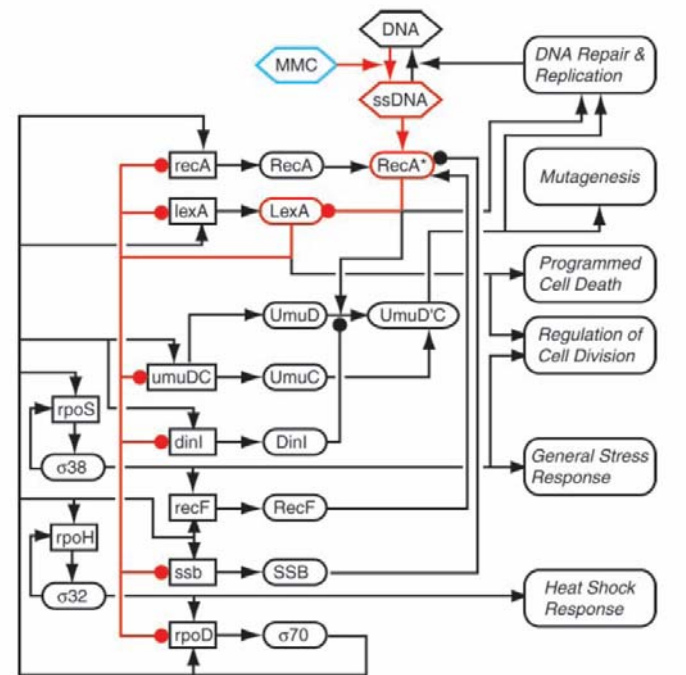 DNA
MMC
DNA Repair &
Replication
ssDNA
recA
RecA
RecA*
Mutagenesis
lexA
LexA
Programmed
Cell Death
UmuD
UmuD'C
Regulation of
Cell Division
umuDC
UmuC
rpoS
dinI
DinI
General Stress
Response
σ38
recF
RecF
rpoH
ssb
SSB
Heat Shock
Response
σ32
rpoD
σ70